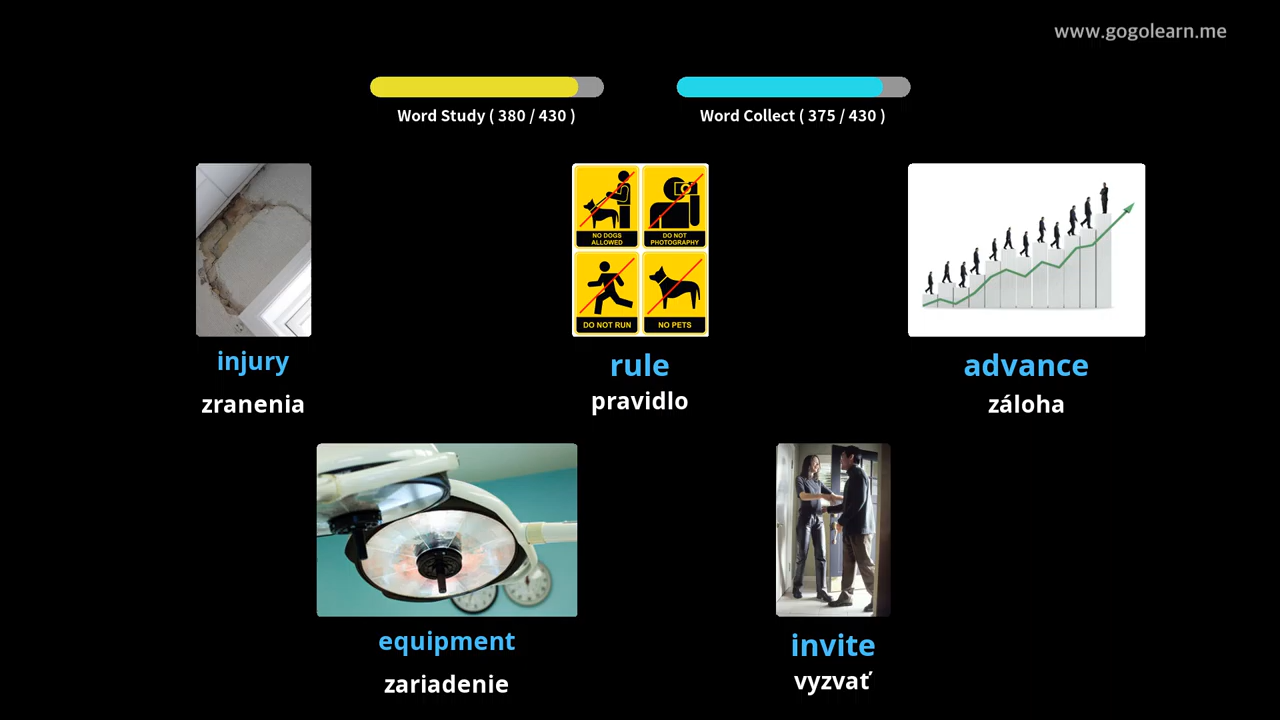 www.gogolearn.me
Word Study ( 380 / 430 )
Word Collect ( 375 / 430 )
NO DOGS
ALLOWED
DO NOT
PHOTOGRAPHY
DO NOT RUN
NO PETS
injury
zranenia
rule
pravidlo
advance
záloha
equipment
zariadenie
invite
vyzvať